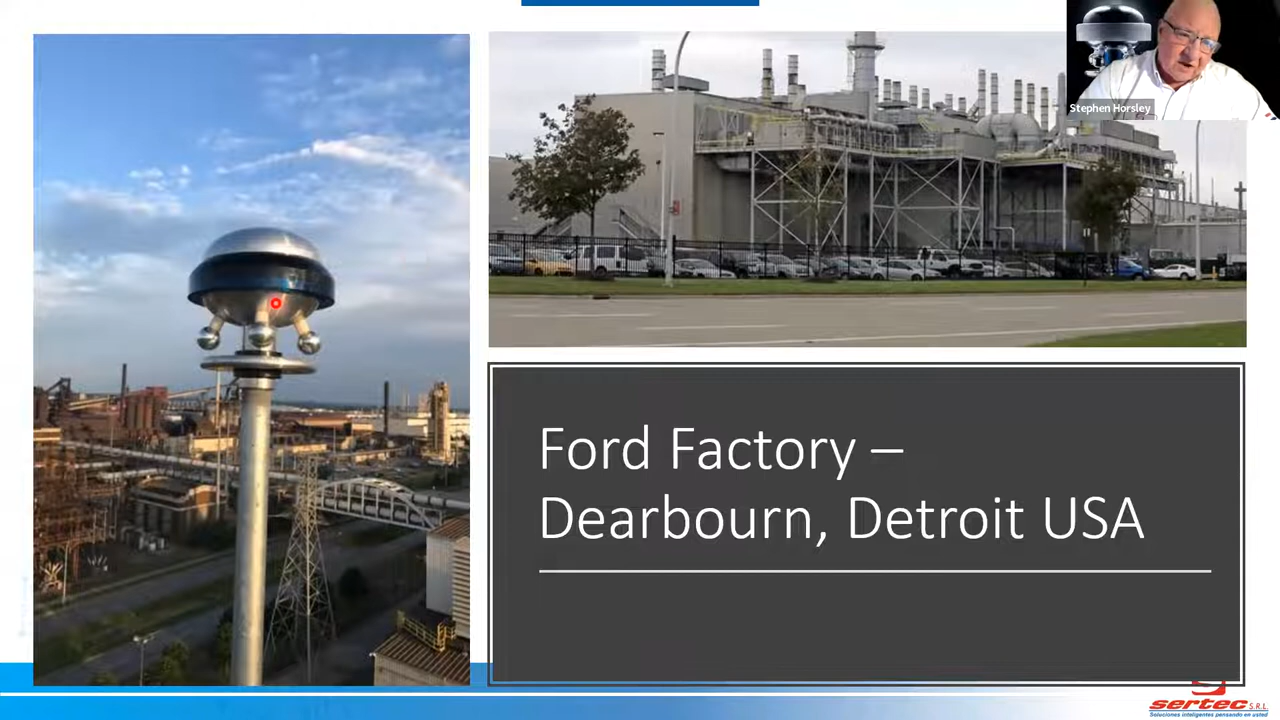 Stephen Horsley
Ford Factory –
Dearbourn, Detroit USA
sertec S.R.L.
Soluciones inteligentes pensando en usted